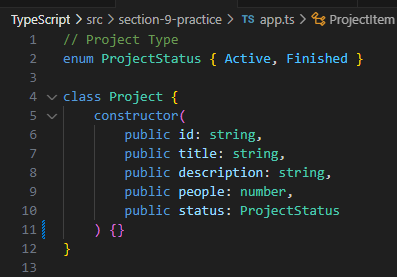 TypeScript > src > section-9-practice > TS app.ts > ProjectItem
1 // Project Type
2 enum ProjectStatus { Active, Finished }
3
4 class Project {
5     constructor(
6         public id: string,
7         public title: string,
8         public description: string,
9         public people: number,
10         public status: ProjectStatus
11     ) {}
12 }
13